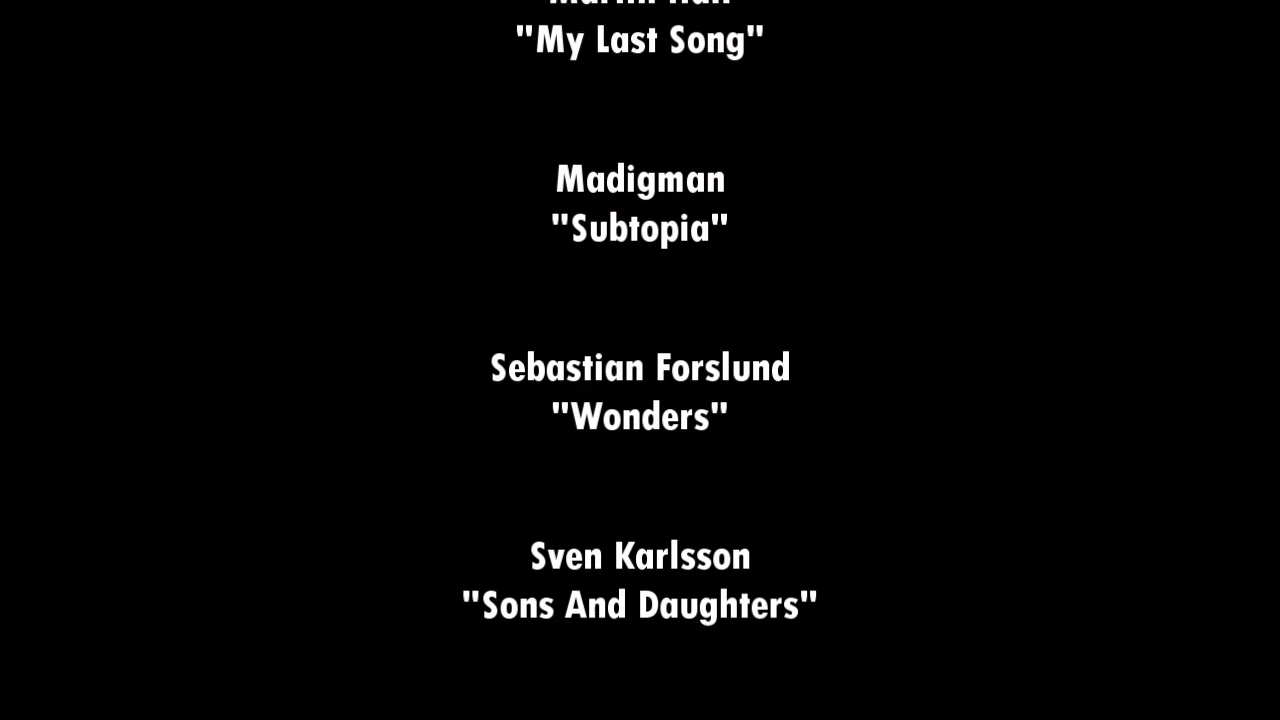 "My Last Song"
Madigman
"Subtopia"
Sebastian Forslund
"Wonders"
Sven Karlsson
"Sons And Daughters"